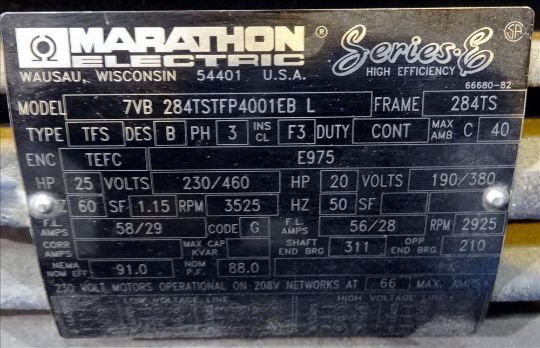 MARATHON ® Series·E SA
ELECTRIC
WAUSAU, WISCONSIN 54401 U.S.A. HIGH EFFICIENCY
66680-82
MODEL 7VB 284TSTFP4001EB L FRAME 284TS
TYPE TFS DES B PH 3 INS CL F3 DUTY CONT MAX AMB C 40
ENC TEFC E975
HP 25 VOLTS 230/460 HP 20 VOLTS 190/380
HZ 60 SF 1.15 RPM 3525 HZ 50 SF
F.L. AMPS 58/29 CODE G F.L. AMPS 56/28 RPM 2925
CORR AMPS MAX CAP KVAR SHAFT END BRG 311 OPP END BRG 210
NEMA NOM EFF 91.0 NOM P.F. 88.0
230 VOLT MOTORS OPERATIONAL ON 208V NETWORKS AT 66 MAX. AMPS
LOW VOLTAGE LINE HIGH VOLTAGE LINE